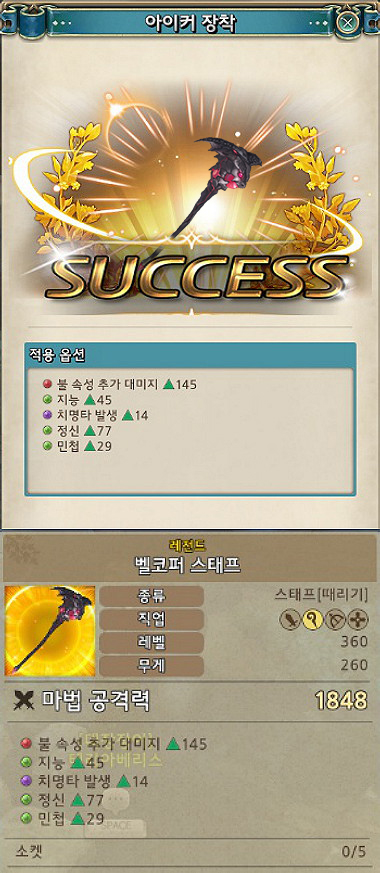 아이커 장착
SUCCESS
적용 옵션
불 속성 추가 대미지 ▲145
지능 ▲45
치명타 발생 ▲14
정신 ▲77
민첩 ▲29
레전드
벨코퍼 스태프
종류 스태프[때리기]
직업
레벨 360
무게 260
마법 공격력 1848
불 속성 추가 대미지 ▲145
지능 ▲45
치명타 발생 ▲14
정신 ▲77
민첩 ▲29
SPACE
소켓 0/5